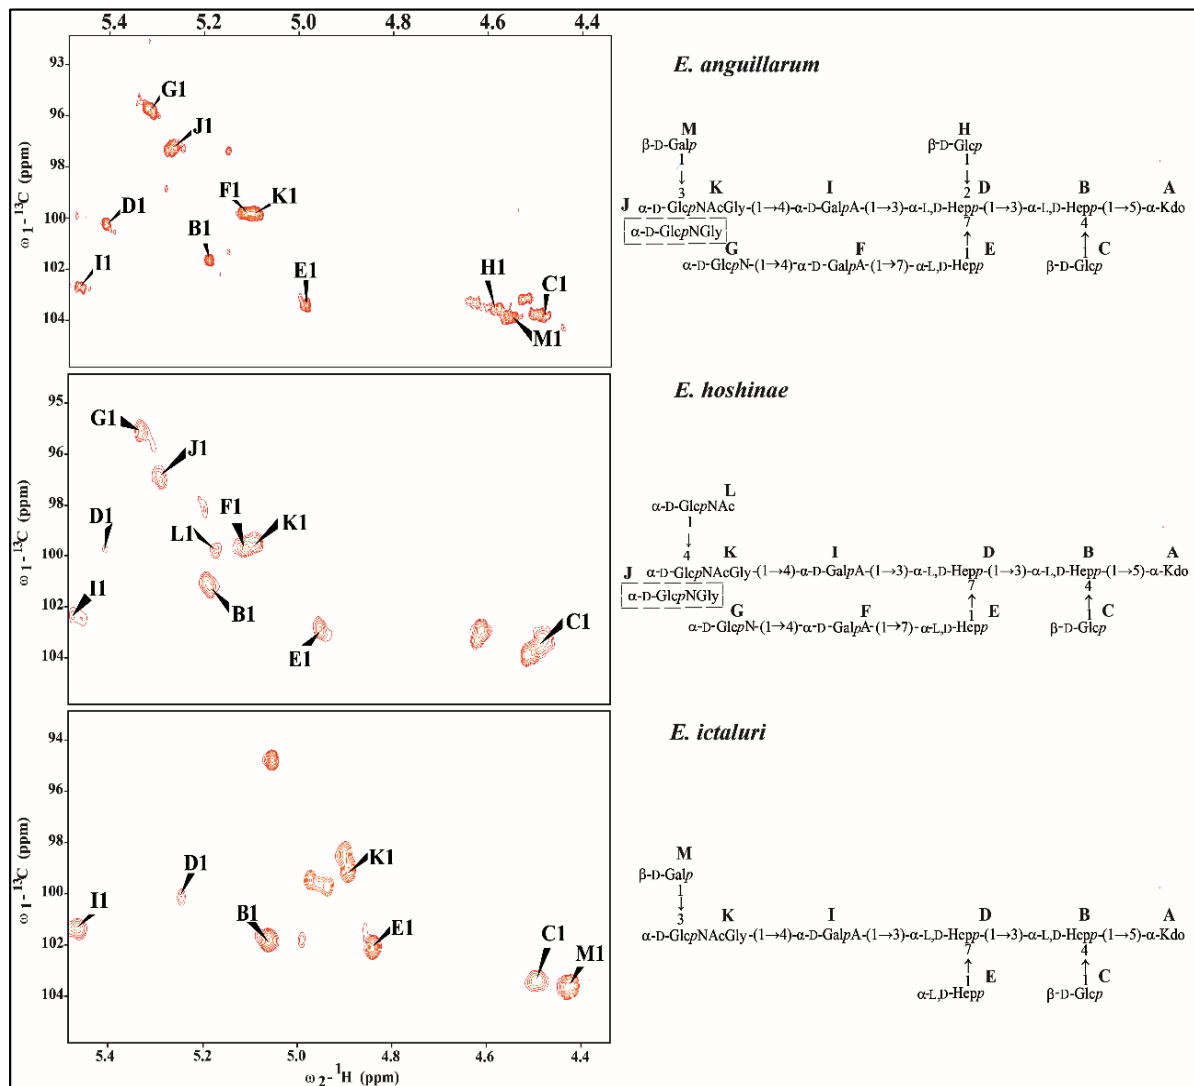 5.4 5.2 5.0 4.8 4.6 4.4
E. anguillarum
93
G1
96
J1
F1
K1
D1
100
B1
I1
102
E1
H1
C1
104
M1
ω1-13C (ppm)
M H
β-D-Galp β-D-Glcp
1 1
↓ ↓
3 K I 2 D B A
J α-D-GlcpNAcGly-(1→4)-α-D-GalpA-(1→3)-α-L,D-Hepp-(1→3)-α-L,D-Hepp-(1→5)-α-Kdo
α-D-GlcpNGly 7 4
G F ↑ E ↑ C
α-D-GlcpN-(1→4)-α-D-GalpA-(1→7)-α-L,D-Hepp 1
β-D-Glcp
E. hoshinae
95
G1
J1
96
98
F1
D1
L1
K1
100
I1
B1
102
C1
E1
104
ω1-13C (ppm)
L
α-D-GlcpNAc
1
↓
4 K I D B A
J α-D-GlcpNAcGly-(1→4)-α-D-GalpA-(1→3)-α-L,D-Hepp-(1→3)-α-L,D-Hepp-(1→5)-α-Kdo
α-D-GlcpNGly 7 4
G F ↑ 1 E ↑ 1 C
α-D-GlcpN-(1→4)-α-D-GalpA-(1→7)-α-L,D-Hepp β-D-Glcp
E. ictaluri
94
96
98
K1
D1
100
I1
B1
E1
102
C1
M1
104
ω1-13C (ppm)
5.4 5.2 5.0 4.8 4.6 4.4
ω2-1H (ppm)
M
β-D-Galp
1
↓
3 K I D B A
α-D-GlcpNAcGly-(1→4)-α-D-GalpA-(1→3)-α-L,D-Hepp-(1→3)-α-L,D-Hepp-(1→5)-α-Kdo
7 4
↑ ↑
1 E 1 C
α-L,D-Hepp β-D-Glcp